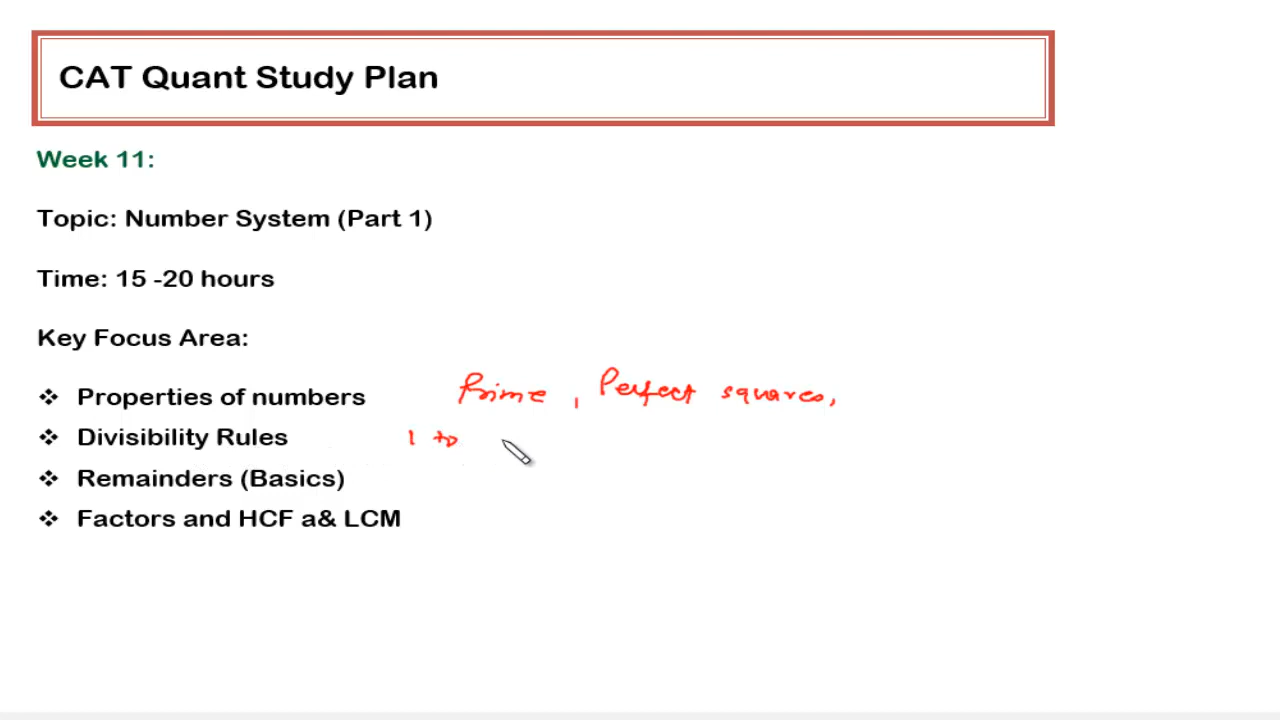 CAT Quant Study Plan
Week 11:
Topic: Number System (Part 1)
Time: 15 -20 hours
Key Focus Area:
❖ Properties of numbers Prime, Perfect squares,
❖ Divisibility Rules 1 to
❖ Remainders (Basics)
❖ Factors and HCF a& LCM